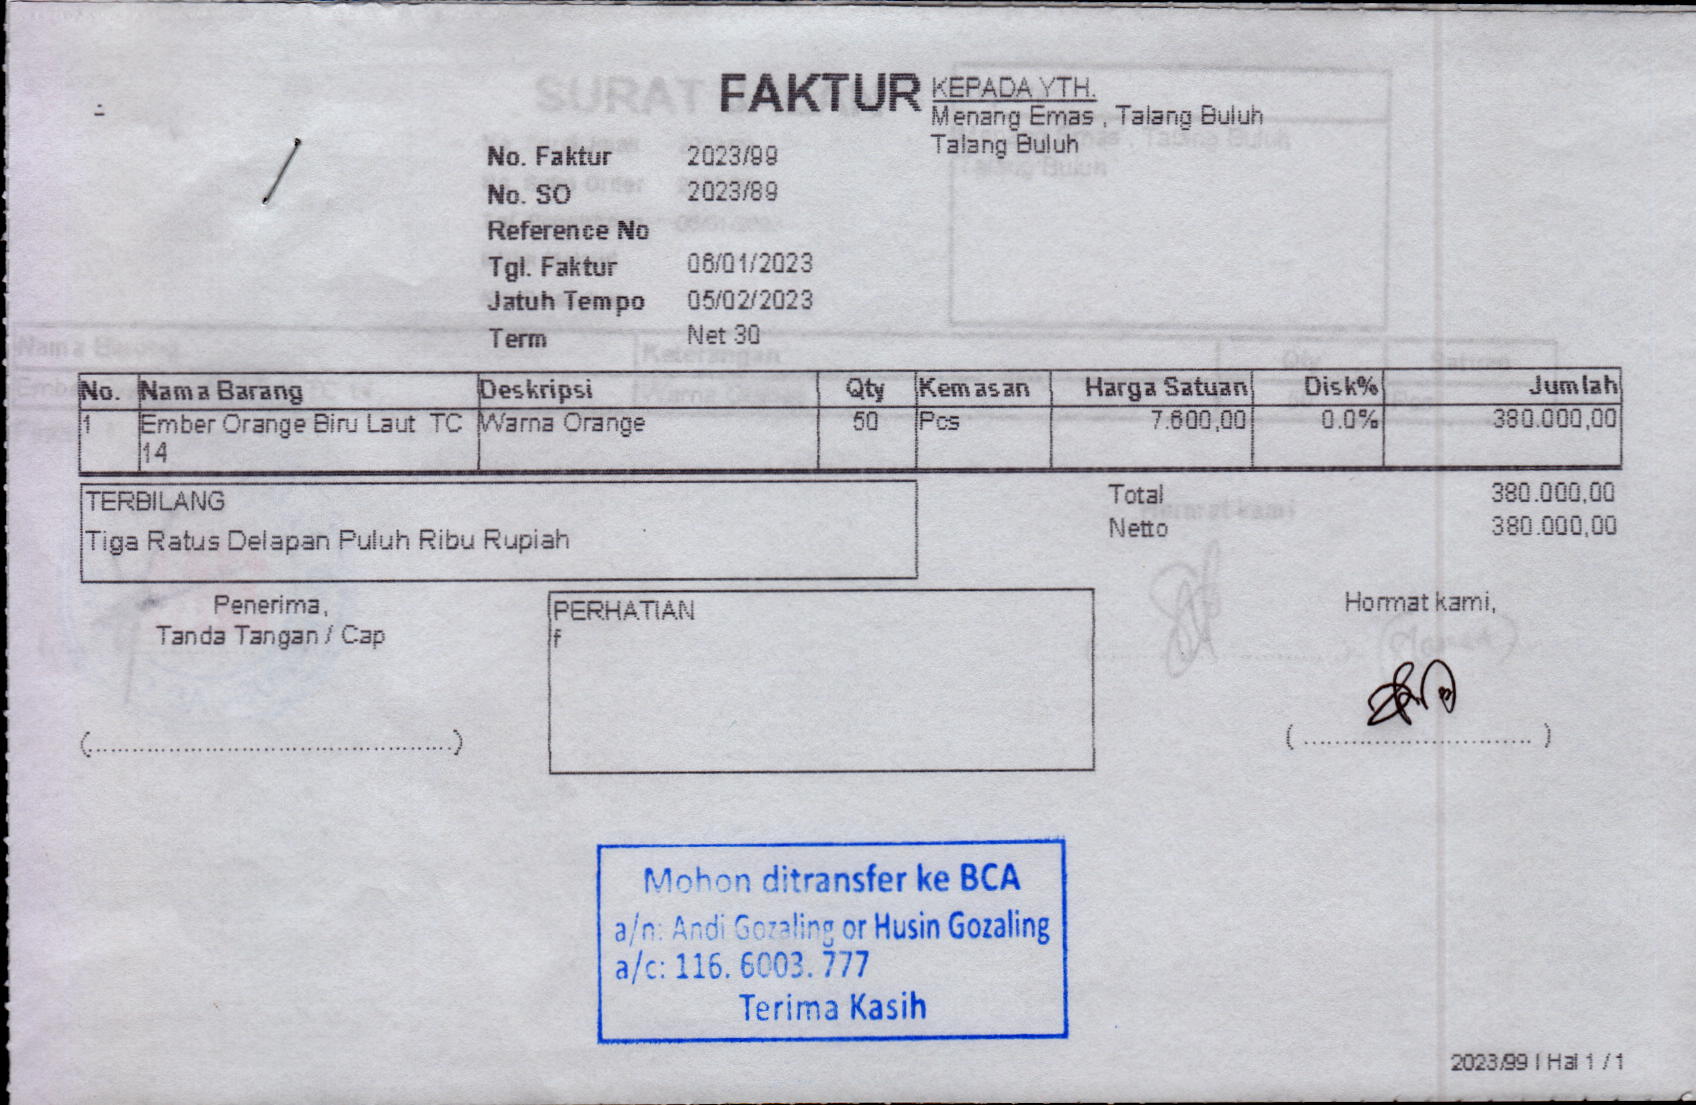 FAKTUR
KEPADA YTH.
Menang Emas , Talang Buluh
Talang Buluh
No. Faktur 2023/99
No. SO 2023/89
Reference No
Tgl. Faktur 06/01/2023
Jatuh Tempo 05/02/2023
Term Net 30
No. Nama Barang Deskripsi Qty Kemasan Harga Satuan Disk% Jumlah
1 Ember Orange Biru Laut TC Warna Orange 50 Pcs 7.600,00 0.0% 380.000,00
14
TERBILANG
Tiga Ratus Delapan Puluh Ribu Rupiah
Total 380.000,00
Netto 380.000,00
Penerima,
Tanda Tangan / Cap
(..............................................)
PERHATIAN
f
Hormat kami,
( ............................. )
Mohon ditransfer ke BCA
a/n: Andi Gozaling or Husin Gozaling
a/c: 116. 6003. 777
Terima Kasih
2023/99 | Hal 1 / 1